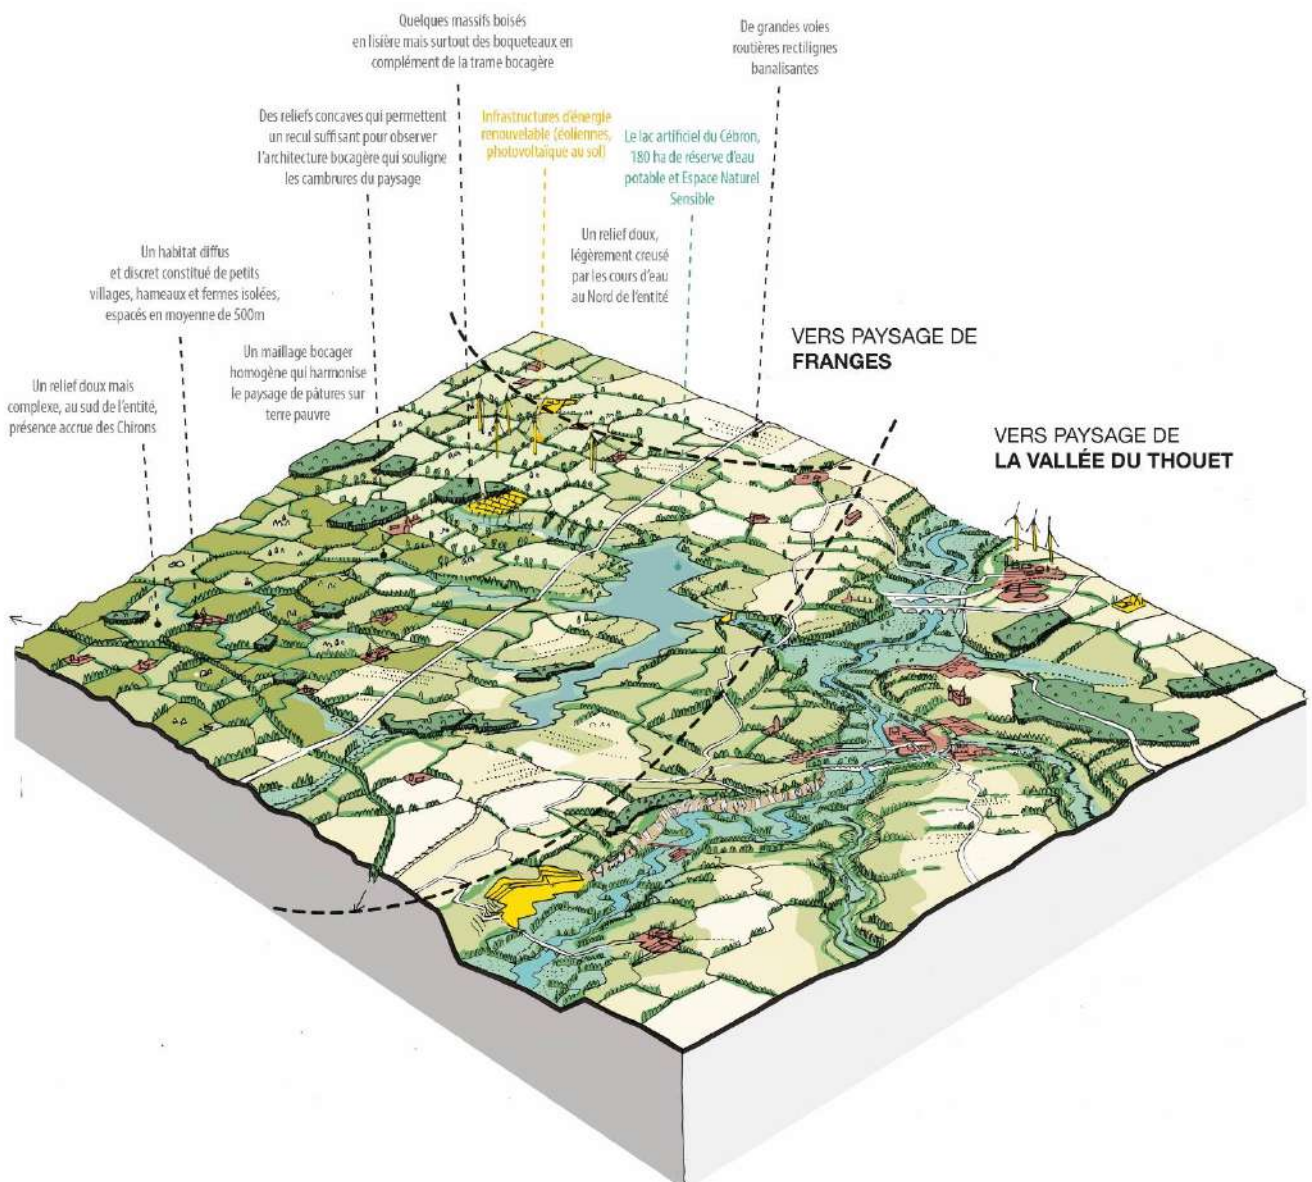 Quelques massifs boisés
en lisière mais surtout des boqueteaux en
complément de la trame bocagère
De grandes voies
routières rectilignes
banalisantes
Des reliefs concaves qui permettent
un recul suffisant pour observer
l'architecture bocagère qui souligne
les cambrures du paysage
Infrastructures d'énergie
renouvelable (éoliennes,
photovoltaïque au sol)
Le lac artificiel du Cébron,
180 ha de réserve d'eau
potable et Espace Naturel
Sensible
Un relief doux,
légèrement creusé
par les cours d'eau
au Nord de l'entité
Un habitat diffus
et discret constitué de petits
villages, hameaux et fermes isolées,
espacés en moyenne de 500m
Un maillage bocager
homogène qui harmonise
le paysage de pâtures sur
terre pauvre
Un relief doux mais
complexe, au sud de l'entité,
présence accrue des Chirons
VERS PAYSAGE DE
FRANGES
VERS PAYSAGE DE
LA VALLÉE DU THOUET